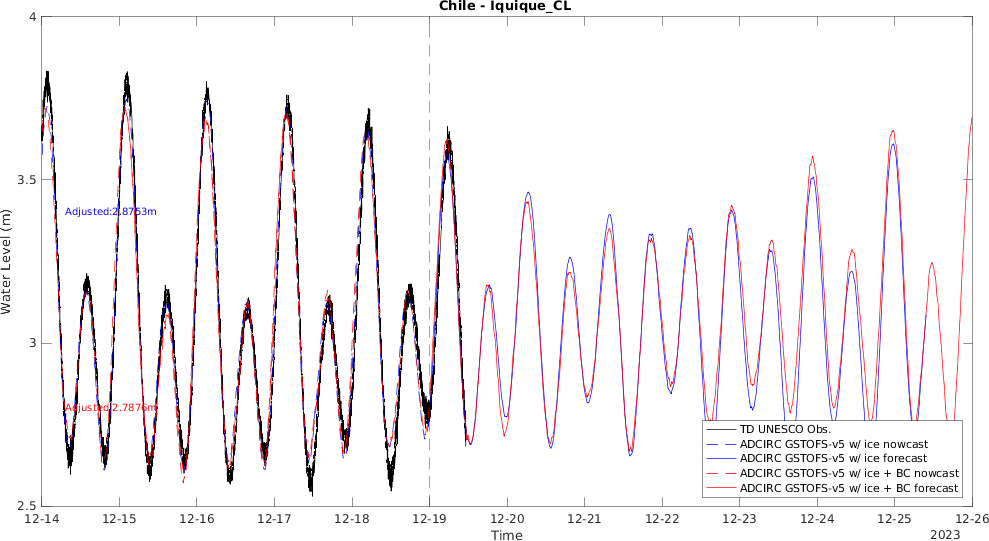 Chile - Iquique_CL
4
3.5
3
2.5
Water Level (m)
Adjusted:2.8753m
Adjusted:2.7876m
TD UNESCO Obs.
ADCIRC GSTOFS-v5 w/ ice nowcast
ADCIRC GSTOFS-v5 w/ ice forecast
ADCIRC GSTOFS-v5 w/ ice + BC nowcast
ADCIRC GSTOFS-v5 w/ ice + BC forecast
12-14 12-15 12-16 12-17 12-18 12-19 12-20 12-21 12-22 12-23 12-24 12-25 12-26
Time
2023